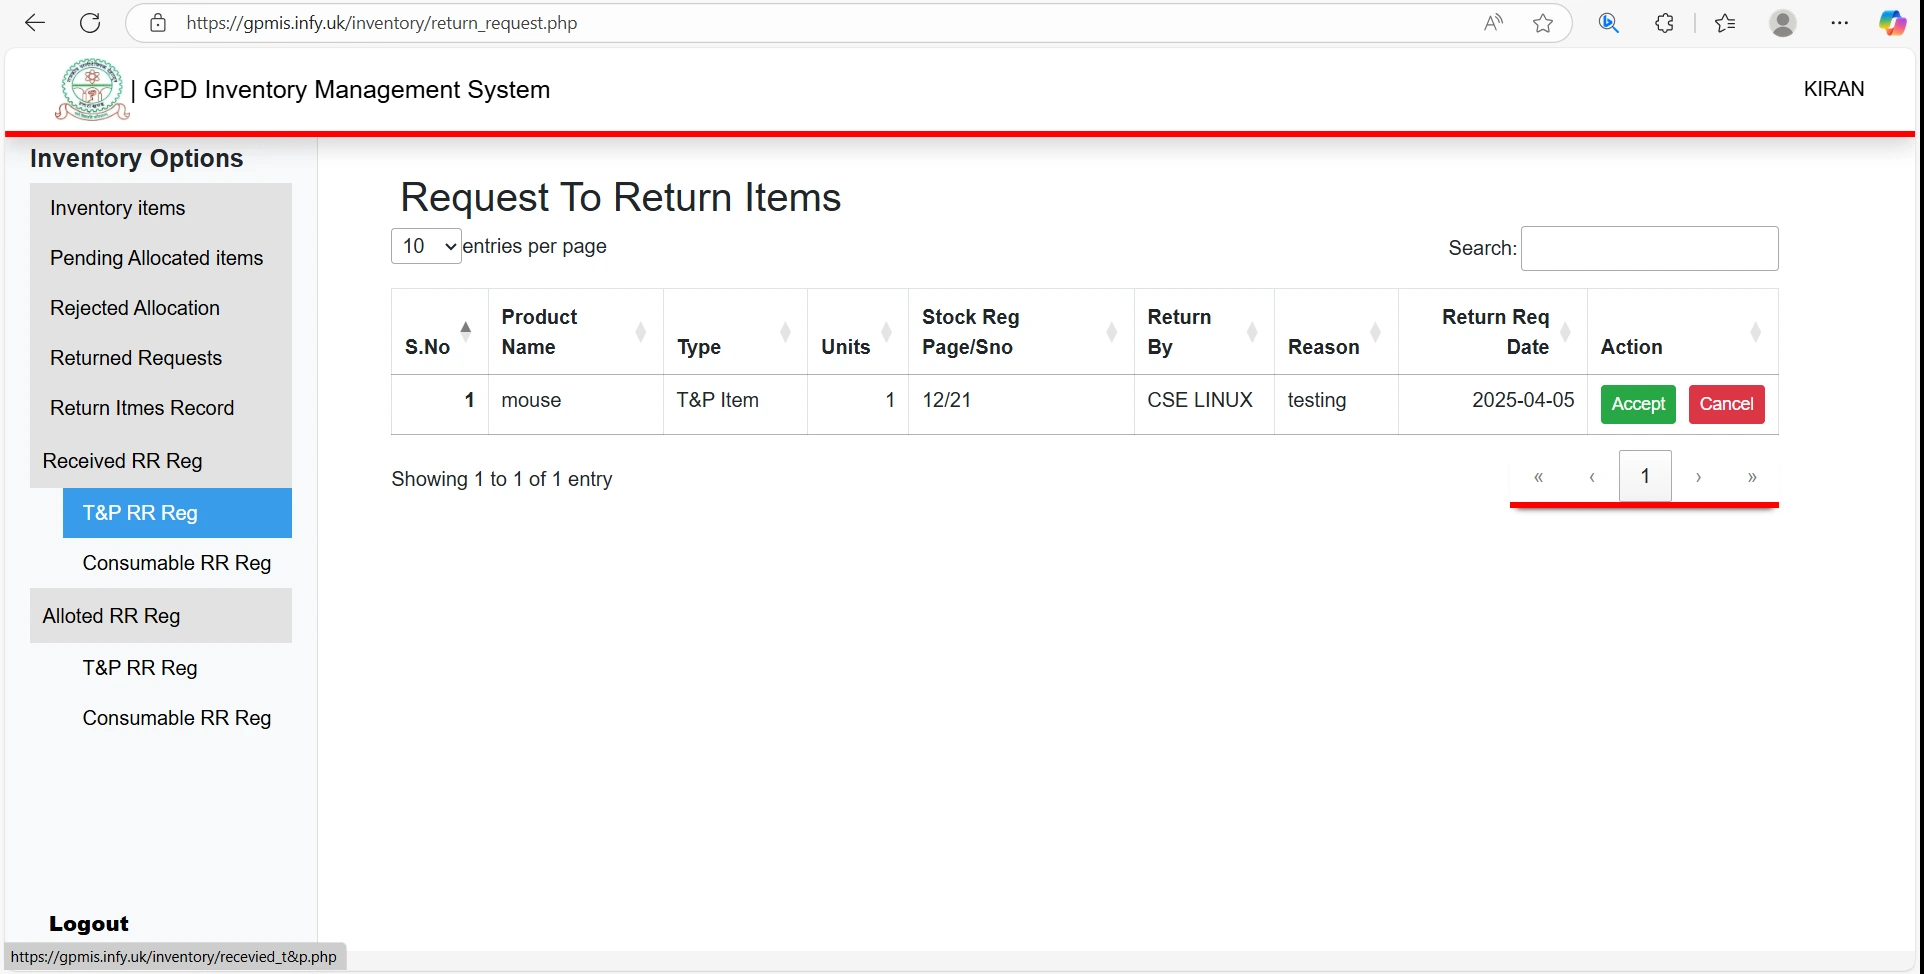 https://gpmis.infy.uk/inventory/return_request.php
| GPD Inventory Management System
KIRAN
Inventory Options
Inventory items
Pending Allocated items
Rejected Allocation
Returned Requests
Return Itmes Record
Received RR Reg
T&P RR Reg
Consumable RR Reg
Alloted RR Reg
T&P RR Reg
Consumable RR Reg
Logout
Request To Return Items
10 entries per page
Search:
S.No Product Name Type Units Stock Reg Page/Sno Return By Reason Return Req Date Action
1 mouse T&P Item 1 12/21 CSE LINUX testing 2025-04-05 Accept Cancel
Showing 1 to 1 of 1 entry
« ‹ 1 › »
https://gpmis.infy.uk/inventory/recevied_t&p.php